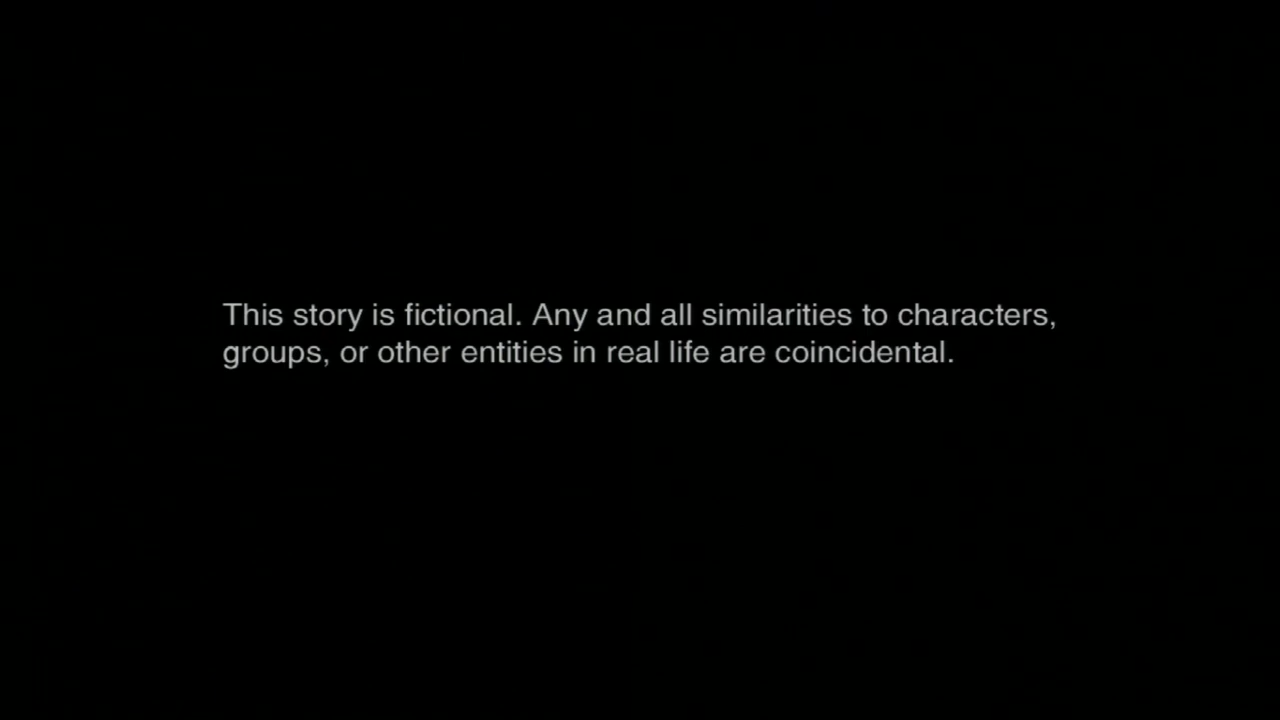 This story is fictional. Any and all similarities to characters,
groups, or other entities in real life are coincidental.